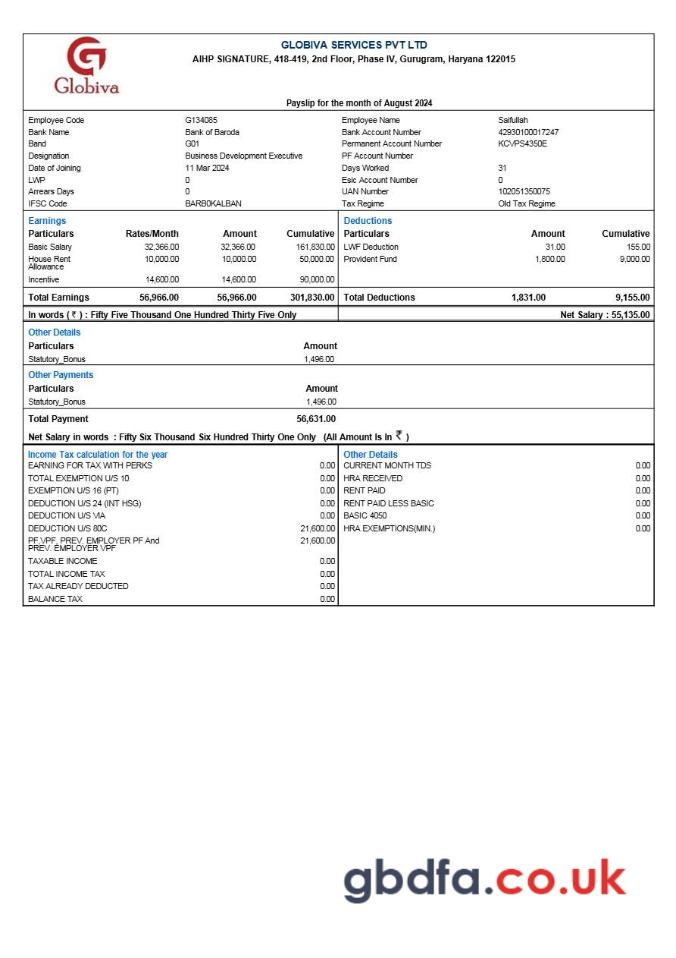 GLOBIVA SERVICES PVT LTD
AIHP SIGNATURE, 418-419, 2nd Floor, Phase IV, Gurugram, Haryana 122015
Globiva
Payslip for the month of August 2024
Employee Code G134085 Employee Name Saifullah
Bank Name Bank of Baroda Bank Account Number 42930100017247
Band G01 Permanent Account Number KCVPS4350E
Designation Business Development Executive PF Account Number
Date of Joining 11 Mar 2024 Days Worked 31
LWP 0 Esic Account Number 0
Arrears Days 0 UAN Number 102051350075
IFSC Code BARB0KALBAN Tax Regime Old Tax Regime
Earnings Deductions
Particulars Rates/Month Amount Cumulative Particulars Amount Cumulative
Basic Salary 32,366.00 32,366.00 161,830.00 LWF Deduction 31.00 155.00
House Rent Allowance 10,000.00 10,000.00 50,000.00 Provident Fund 1,800.00 9,000.00
Incentive 14,600.00 14,600.00 90,000.00
Total Earnings 56,966.00 56,966.00 301,830.00 Total Deductions 1,831.00 9,155.00
In words ( ₹ ) : Fifty Five Thousand One Hundred Thirty Five Only Net Salary : 55,135.00
Other Details
Particulars Amount
Statutory_Bonus 1,496.00
Other Payments
Particulars Amount
Statutory_Bonus 1,496.00
Total Payment 56,631.00
Net Salary in words : Fifty Six Thousand Six Hundred Thirty One Only (All Amount Is In ₹ )
Income Tax calculation for the year Other Details
EARNING FOR TAX WITH PERKS 0.00 CURRENT MONTH TDS 0.00
TOTAL EXEMPTION U/S 10 0.00 HRA RECEIVED 0.00
EXEMPTION U/S 16 (PT) 0.00 RENT PAID 0.00
DEDUCTION U/S 24 (INT HSG) 0.00 RENT PAID LESS BASIC 0.00
DEDUCTION U/S VIA 0.00 BASIC 4050 0.00
DEDUCTION U/S 80C 21,600.00 HRA EXEMPTIONS(MIN.) 0.00
PF,VPF, PREV. EMPLOYER PF And 21,600.00
PREV. EMPLOYER VPF
TAXABLE INCOME 0.00
TOTAL INCOME TAX 0.00
TAX ALREADY DEDUCTED 0.00
BALANCE TAX 0.00
gbdfa.co.uk